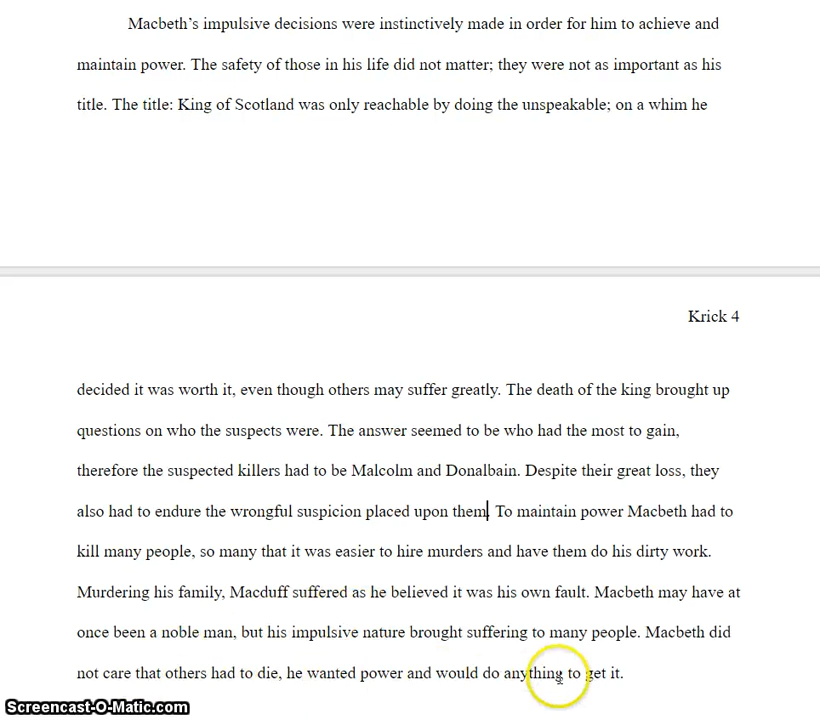 Macbeth’s impulsive decisions were instinctively made in order for him to achieve and
maintain power. The safety of those in his life did not matter; they were not as important as his
title. The title: King of Scotland was only reachable by doing the unspeakable; on a whim he
Krick 4
decided it was worth it, even though others may suffer greatly. The death of the king brought up
questions on who the suspects were. The answer seemed to be who had the most to gain,
therefore the suspected killers had to be Malcolm and Donalbain. Despite their great loss, they
also had to endure the wrongful suspicion placed upon them. To maintain power Macbeth had to
kill many people, so many that it was easier to hire murders and have them do his dirty work.
Murdering his family, Macduff suffered as he believed it was his own fault. Macbeth may have at
once been a noble man, but his impulsive nature brought suffering to many people. Macbeth did
not care that others had to die, he wanted power and would do anything to get it.
Screencast-O-Matic.com